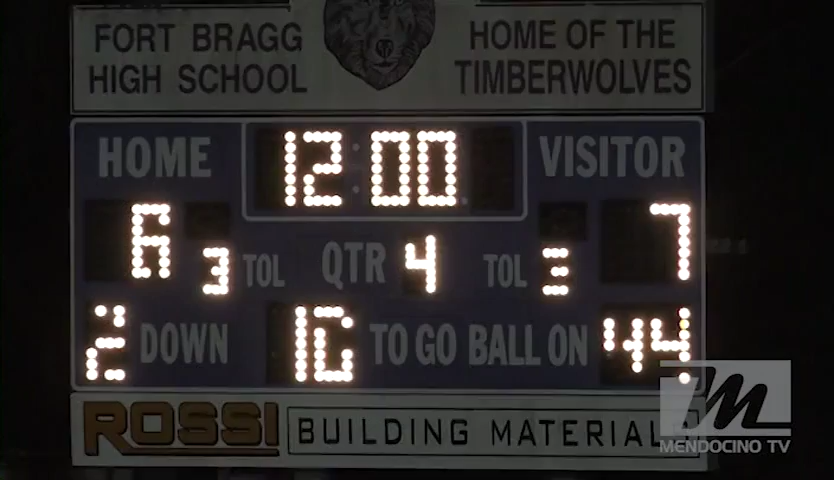 FORT BRAGG
HIGH SCHOOL
HOME OF THE
TIMBERWOLVES
HOME 12:00 VISITOR
6 3 TOL QTR 4 TOL 7
2 DOWN 10 TO GO BALL ON 44
ROSSI BUILDING MATERIAL
MENDOCINO TV